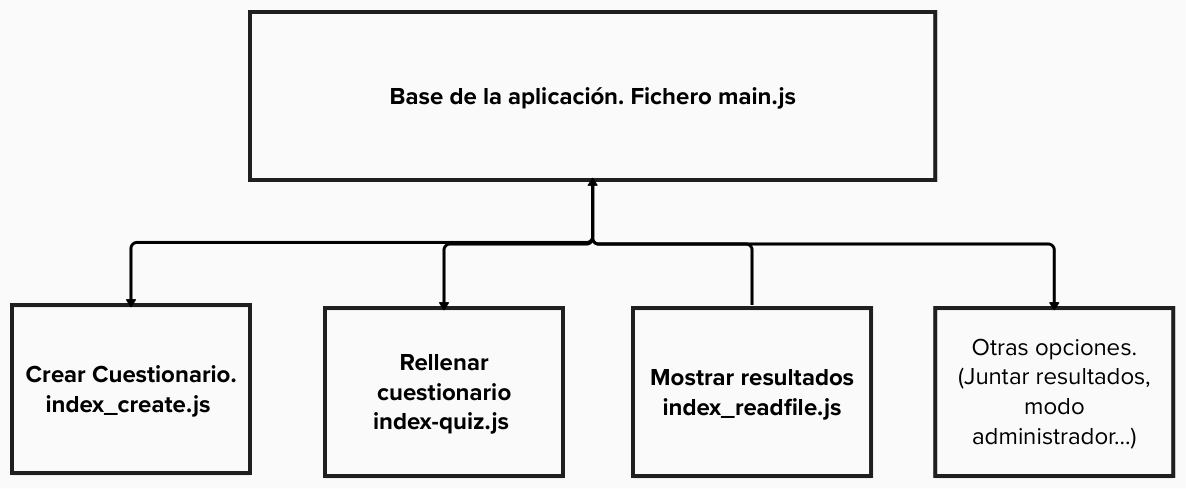 Base de la aplicación. Fichero main.js
Crear Cuestionario.
index_create.js
Rellenar
cuestionario
index-quiz.js
Mostrar resultados
index_readfile.js
Otras opciones.
(Juntar resultados,
modo
administrador...)